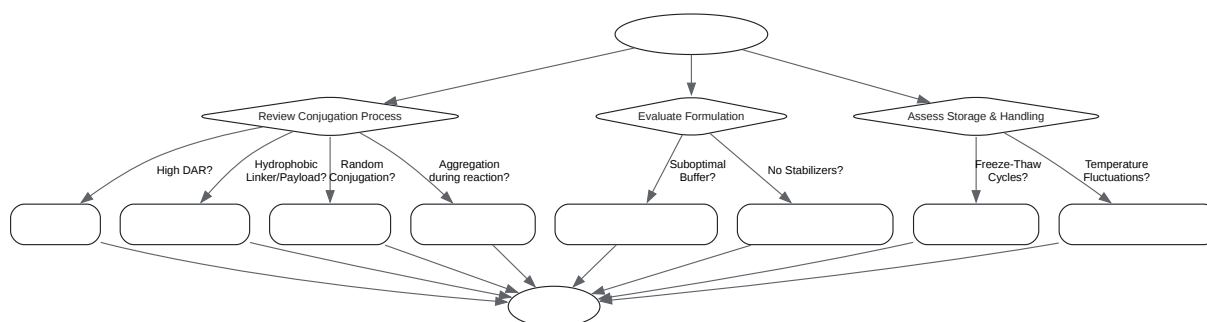 Review Conjugation Process
Evaluate Formulation
Assess Storage & Handling
High DAR?
Hydrophobic
Linker/Payload?
Random
Conjugation?
Aggregation
during reaction?
Suboptimal
Buffer?
No Stabilizers?
Freeze-Thaw
Cycles?
Temperature
Fluctuations?